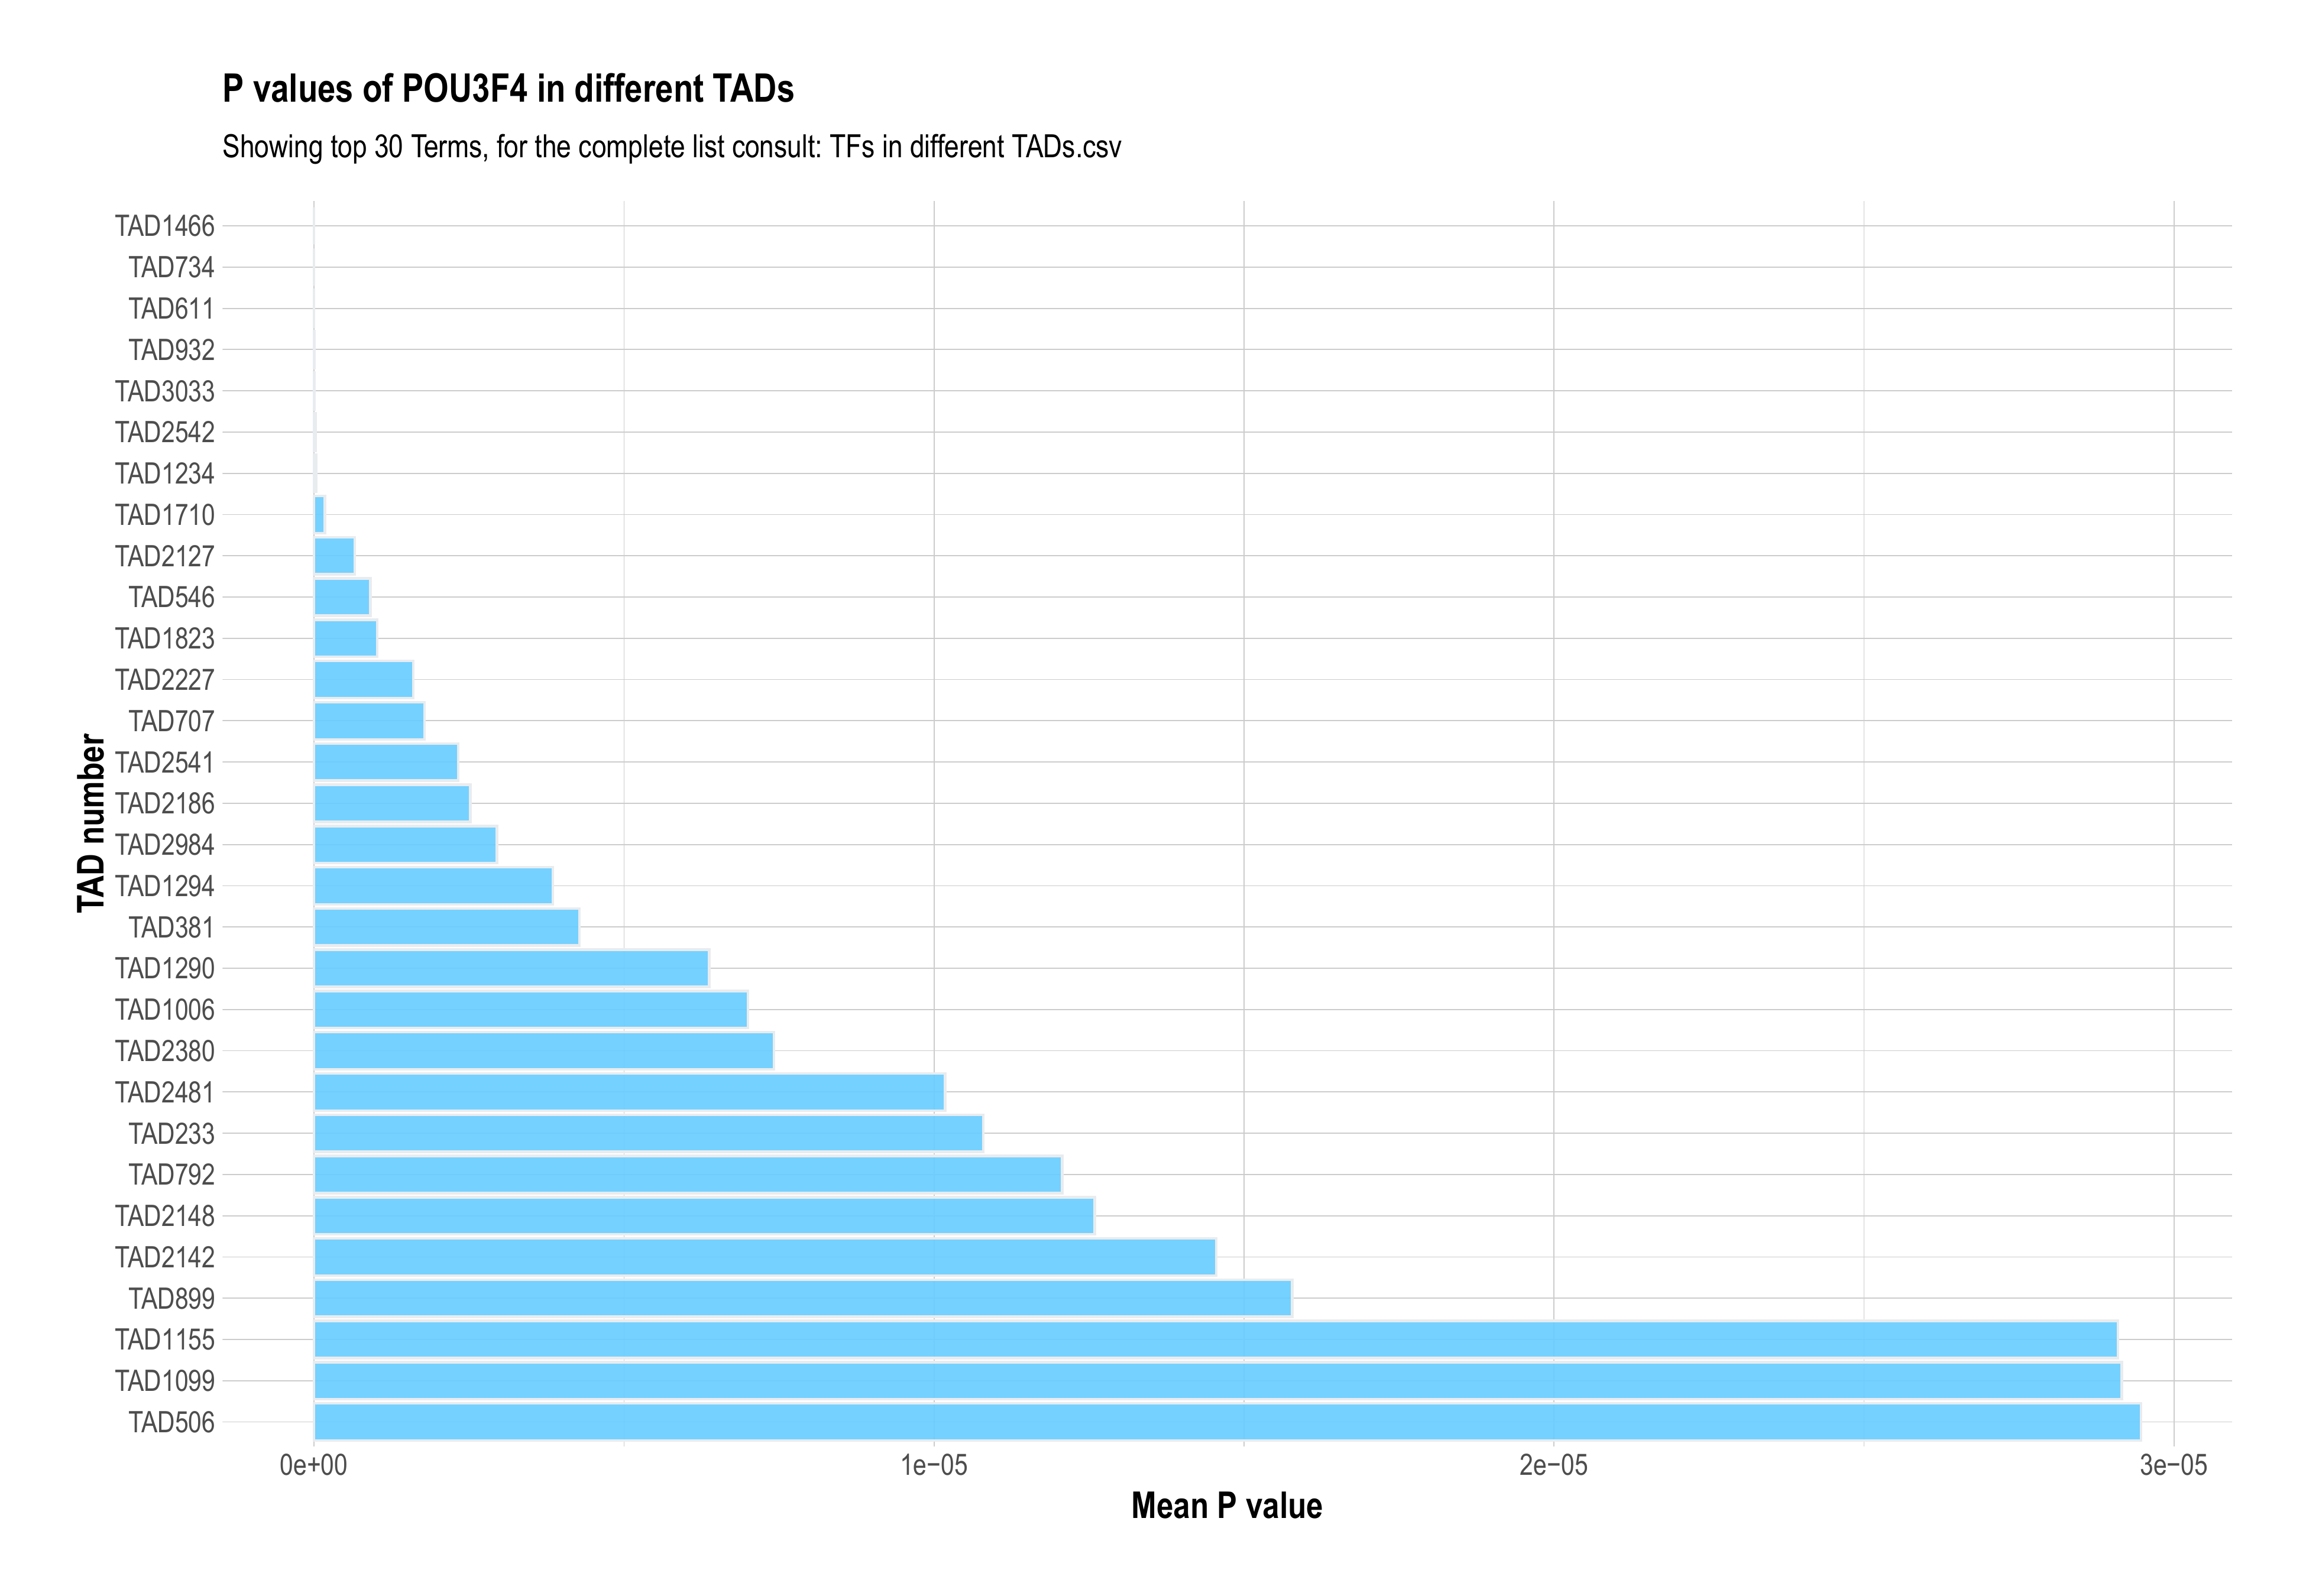 P values of POU3F4 in different TADs
Showing top 30 Terms, for the complete list consult: TFs in different TADs.csv
TAD number
TAD1466
TAD734
TAD611
TAD932
TAD3033
TAD2542
TAD1234
TAD1710
TAD2127
TAD546
TAD1823
TAD2227
TAD707
TAD2541
TAD2186
TAD2984
TAD1294
TAD381
TAD1290
TAD1006
TAD2380
TAD2481
TAD233
TAD792
TAD2148
TAD2142
TAD899
TAD1155
TAD1099
TAD506
0e+00 1e−05 2e−05 3e−05
Mean P value